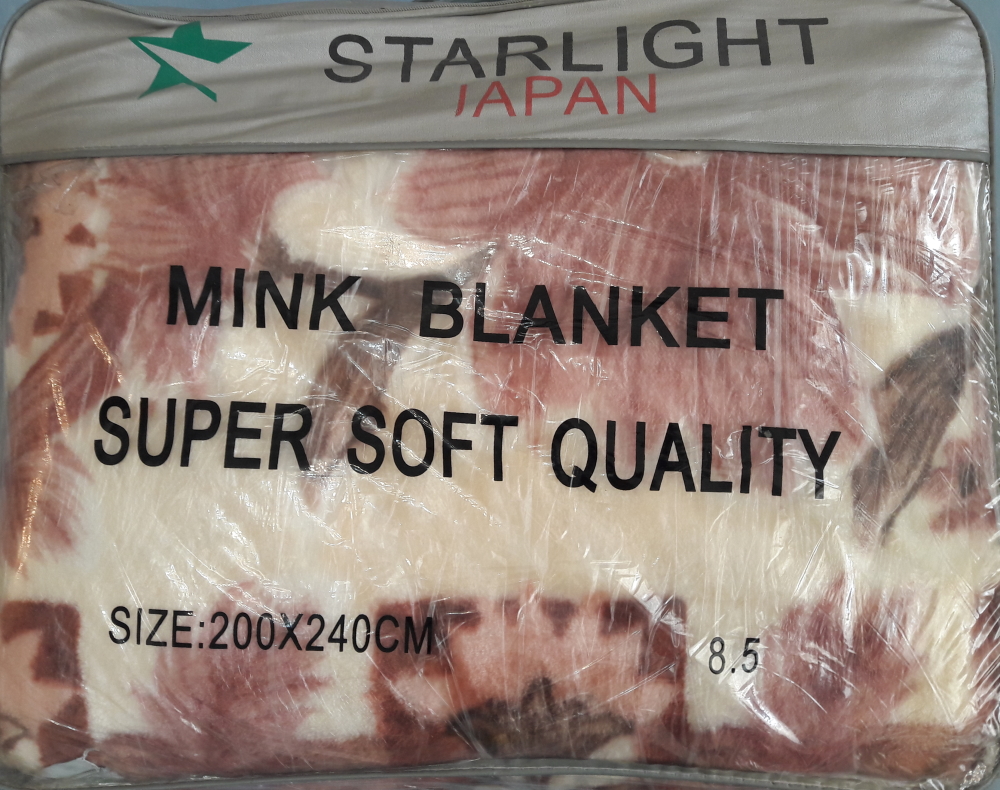 STARLIGHT
JAPAN
MINK BLANKET
SUPER SOFT QUALITY
SIZE:200X240CM 8.5